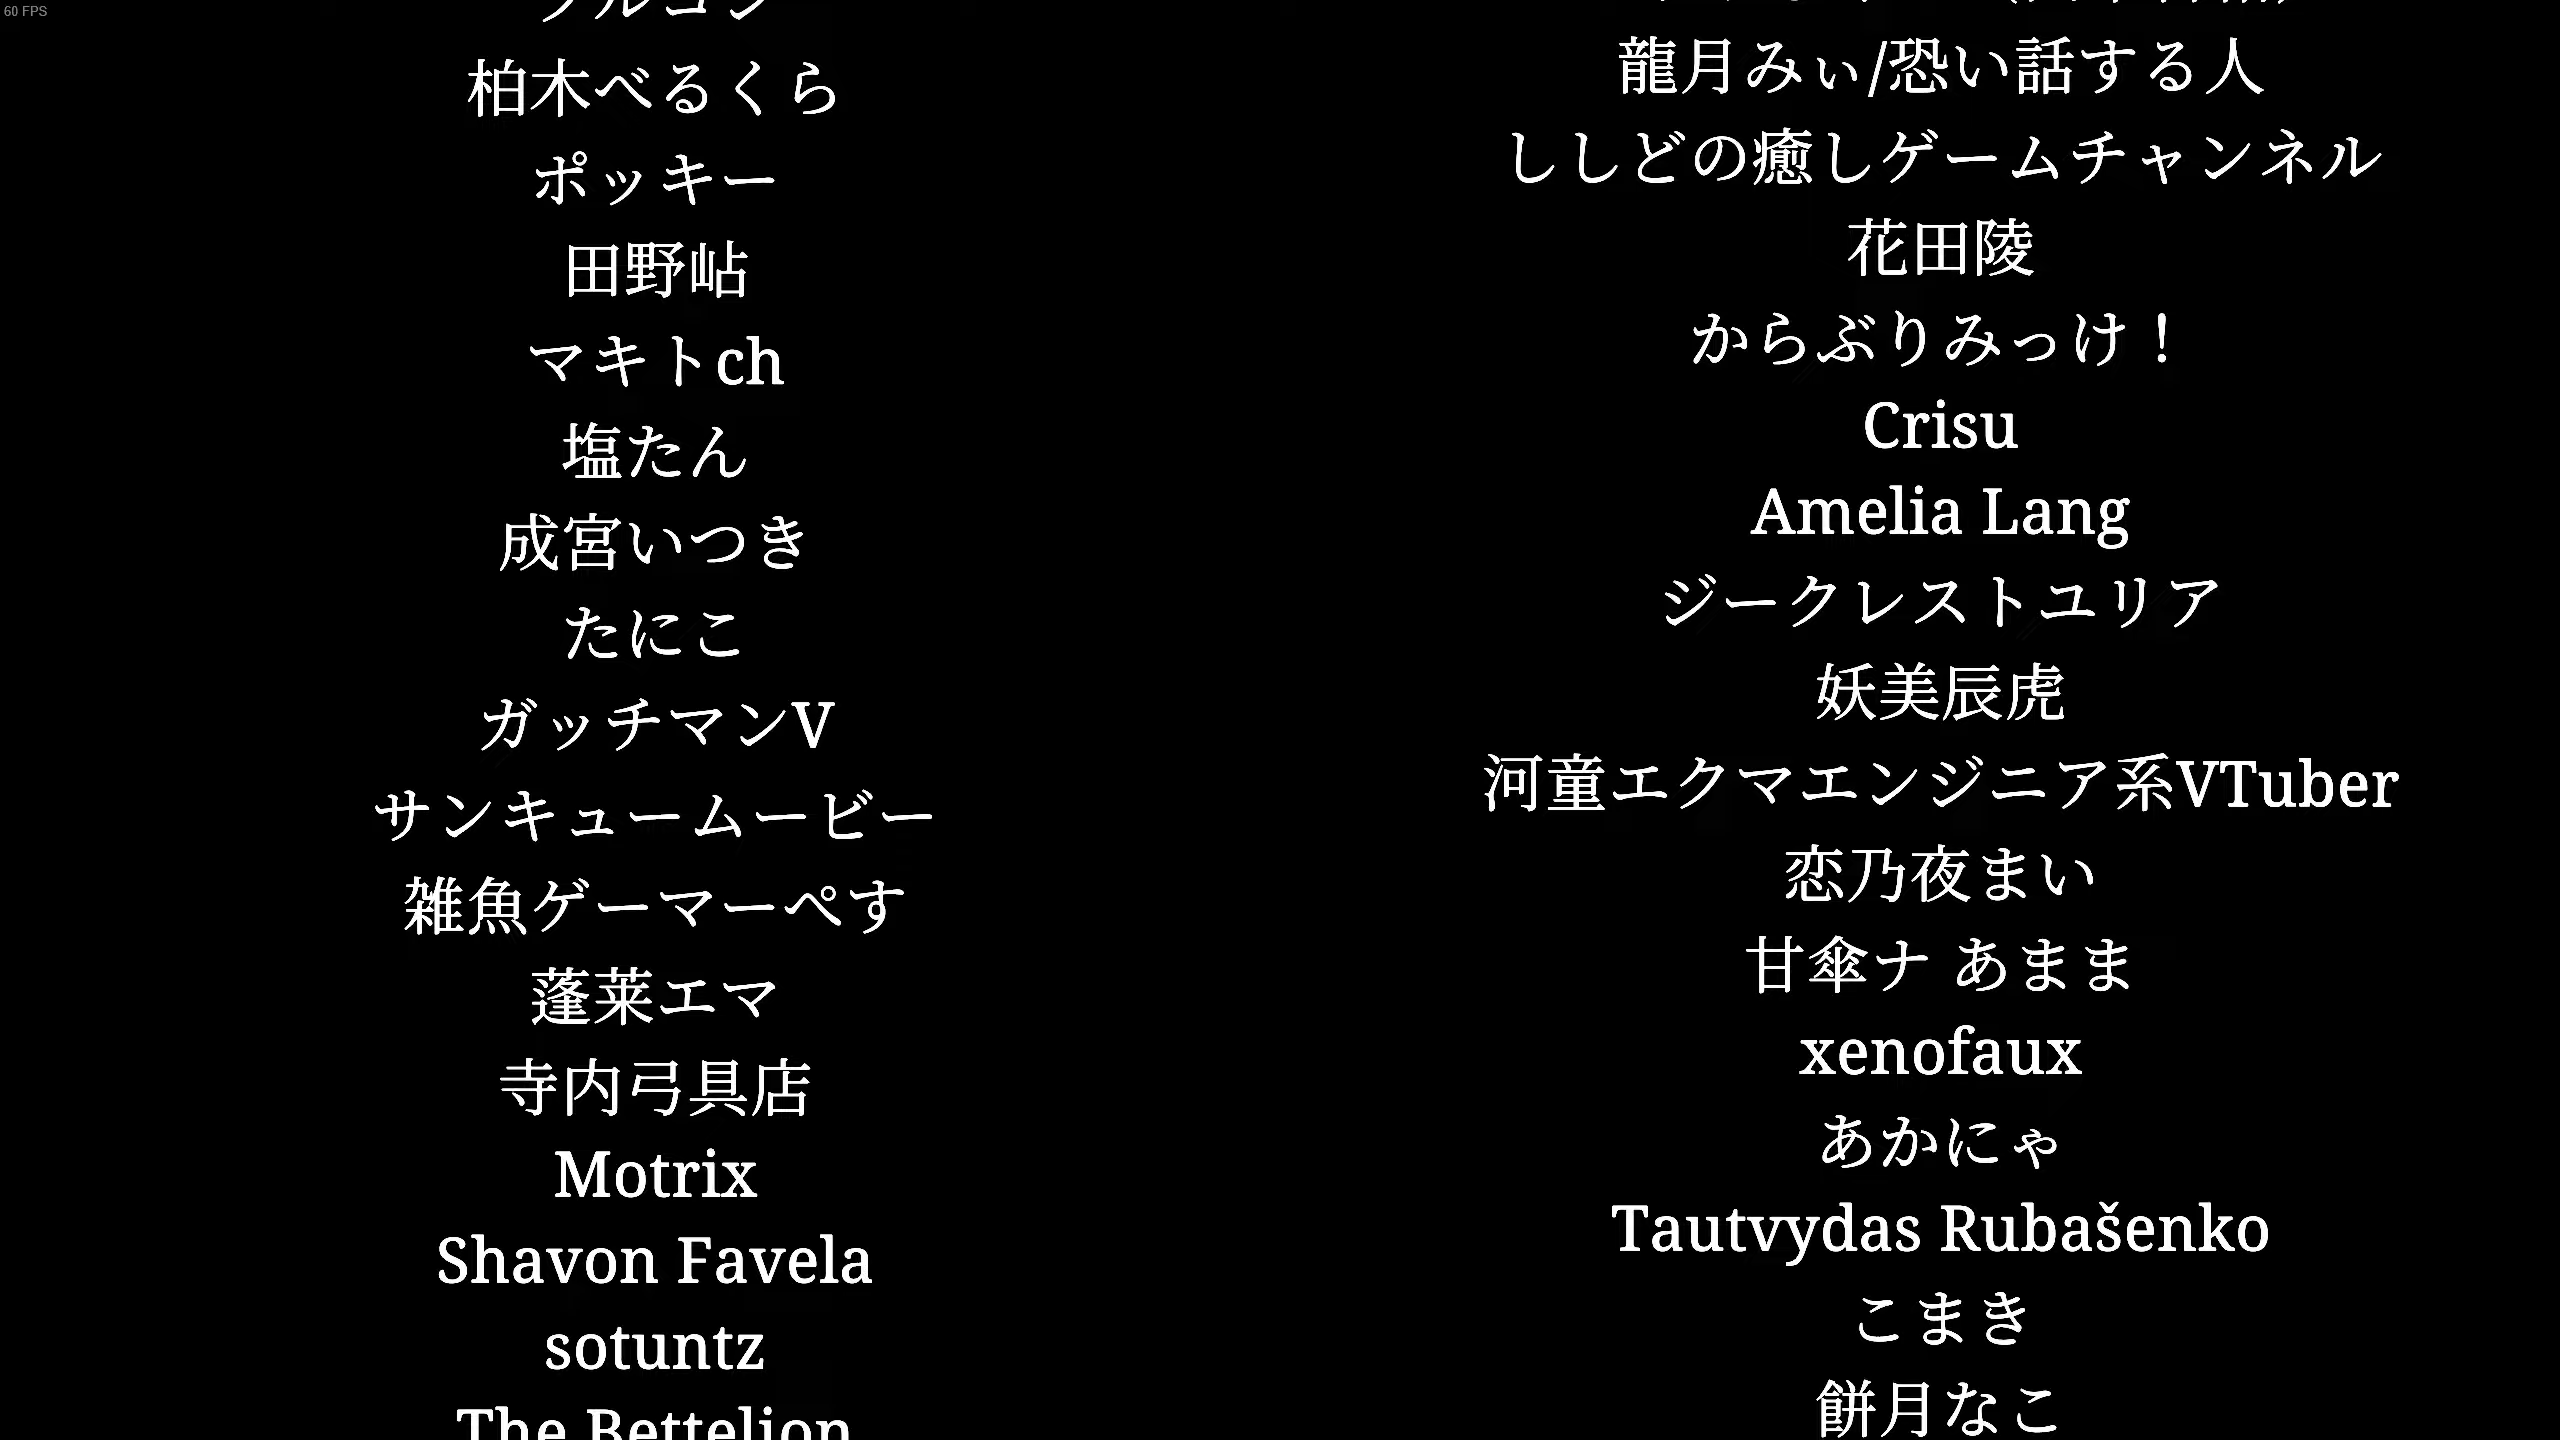 60 FPS
柏木べるくら
ポッキー
田野岾
マキトch
塩たん
成宮いつき
たにこ
ガッチマンV
サンキュームービー
雑魚ゲーマーぺす
蓬莱エマ
寺内弓具店
Motrix
Shavon Favela
sotuntz
The Bettelion
龍月みぃ/恐い話する人
ししどの癒しゲームチャンネル
花田陵
からぶりみっけ！
Crisu
Amelia Lang
ジークレストユリア
妖美辰虎
河童エクマエンジニア系VTuber
恋乃夜まい
甘傘ナ あまま
xenofaux
あかにゃ
Tautvydas Rubašenko
こまき
餅月なこ